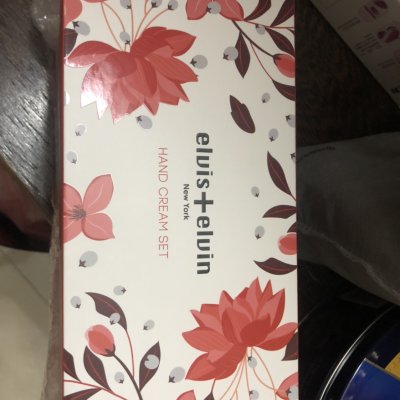 elvis+elvin
New York
HAND CREAM SET